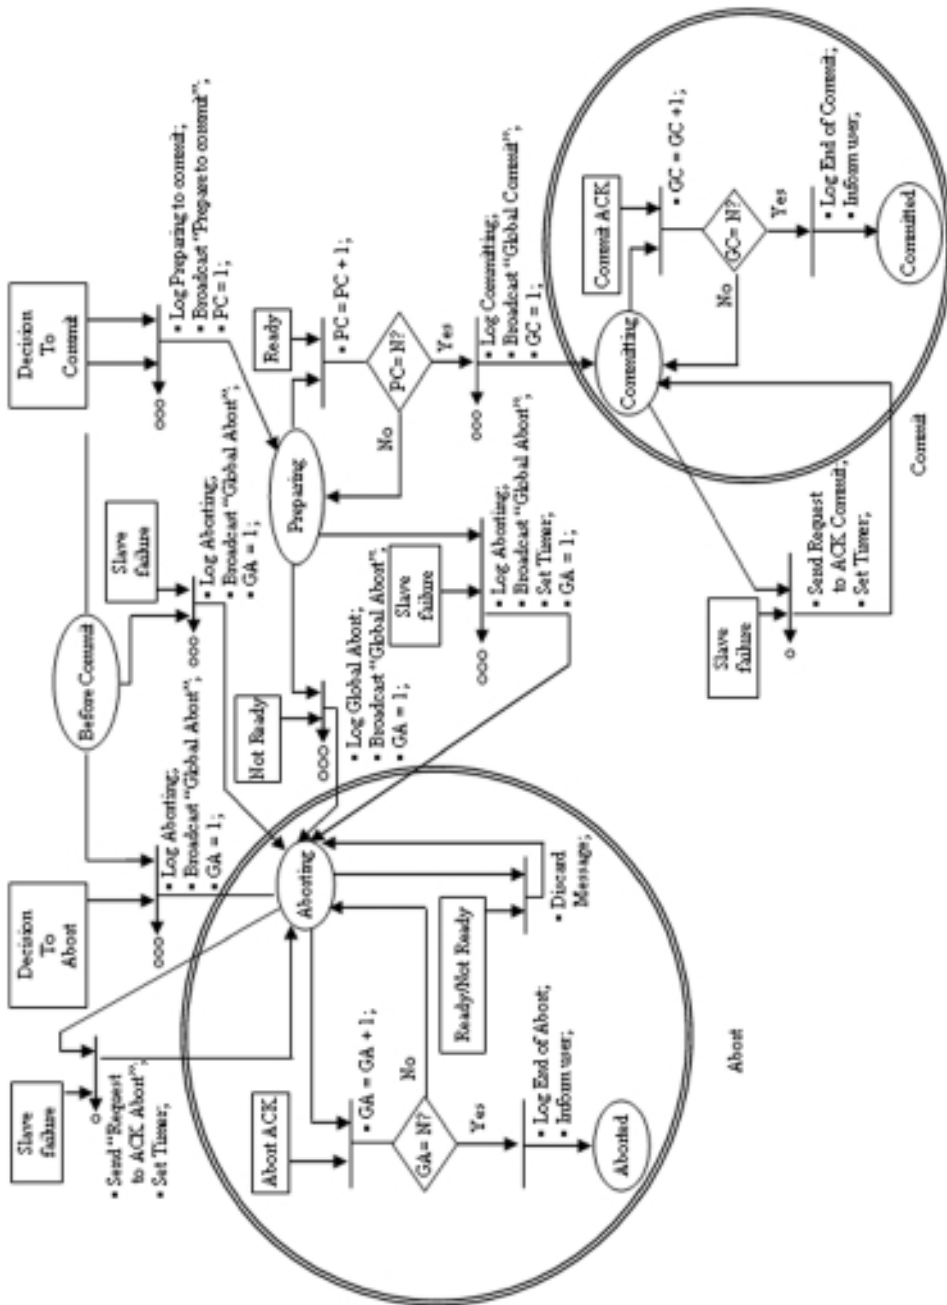 Decision
To
Abort
Before Commit
Decision
To
Commit
Slave
failure
Slave
failure
▪ Send "Request
to ACK Abort";
▪ Set Timer;
▪ Log Aborting;
▪ Broadcast "Global Abort";
▪ GA = 1;
▪ Log Aborting;
▪ Broadcast "Global Abort";
▪ GA = 1;
▪ Log Preparing to commit;
▪ Broadcast "Prepare to commit";
▪ PC = 1;
Not Ready
Preparing
Ready
▪ PC = PC + 1;
PC= N?
No
Yes
▪ Log Global Abort;
▪ Broadcast "Global Abort";
▪ GA = 1;
Slave
failure
▪ Log Aborting;
▪ Broadcast "Global Abort";
▪ Set Timer;
▪ GA = 1;
▪ Log Committing;
▪ Broadcast "Global Commit";
▪ GC = 1;
Aborting
Abort ACK
▪ GA = GA + 1;
GA= N?
No
Yes
Ready/Not Ready
▪ Discard
Message;
▪ Log End of Abort;
▪ Inform user;
Aborted
Abort
Committing
Commit ACK
▪ GC = GC +1;
GC= N?
No
Yes
▪ Log End of Commit;
▪ Inform user;
Committed
Slave
failure
▪ Send Request
to ACK Commit;
▪ Set Timer;
Commit